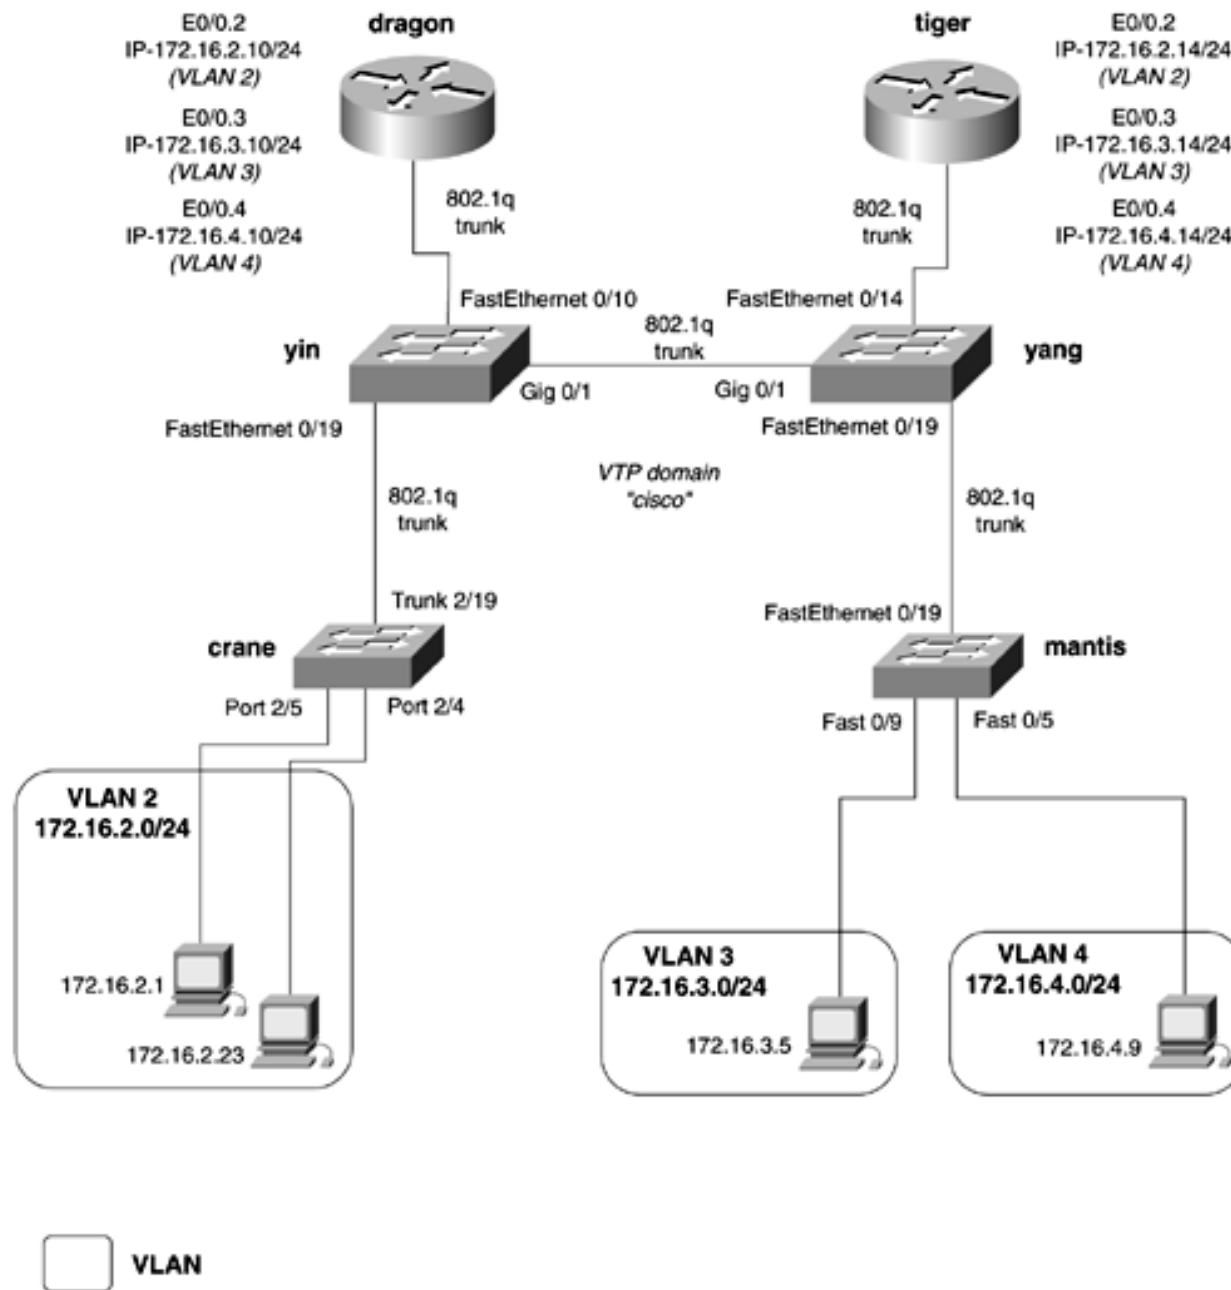 E0/0.2
IP-172.16.2.10/24
(VLAN 2)
E0/0.3
IP-172.16.3.10/24
(VLAN 3)
E0/0.4
IP-172.16.4.10/24
(VLAN 4)
dragon
tiger
E0/0.2
IP-172.16.2.14/24
(VLAN 2)
E0/0.3
IP-172.16.3.14/24
(VLAN 3)
E0/0.4
IP-172.16.4.14/24
(VLAN 4)
802.1q
trunk
802.1q
trunk
FastEthernet 0/10
FastEthernet 0/14
802.1q
trunk
yin
yang
Gig 0/1
Gig 0/1
FastEthernet 0/19
FastEthernet 0/19
VTP domain
"cisco"
802.1q
trunk
802.1q
trunk
Trunk 2/19
FastEthernet 0/19
crane
mantis
Port 2/5
Port 2/4
Fast 0/9
Fast 0/5
VLAN 2
172.16.2.0/24
172.16.2.1
172.16.2.23
VLAN 3
172.16.3.0/24
172.16.3.5
VLAN 4
172.16.4.0/24
172.16.4.9
VLAN